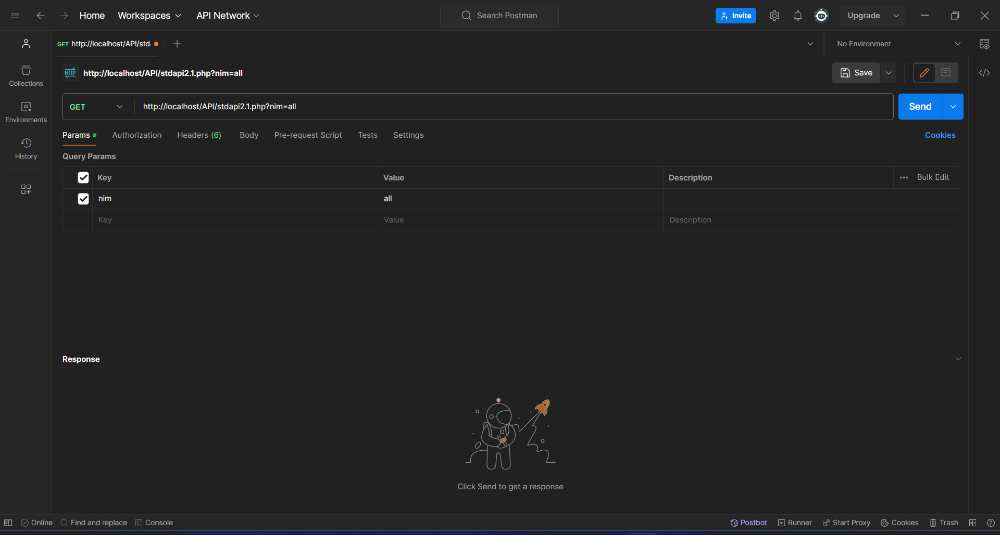 Home Workspaces API Network Search Postman Invite Upgrade
GET http://localhost/API/std No Environment
HTTP http://localhost/API/stdapi2.1.php?nim=all Save
Collections
GET http://localhost/API/stdapi2.1.php?nim=all Send
Environments
Params Authorization Headers (6) Body Pre-request Script Tests Settings Cookies
History
Query Params
Key Value Description Bulk Edit
nim all
Key Value Description
Response
Click Send to get a response
Online Find and replace Console Postbot Runner Start Proxy Cookies Trash